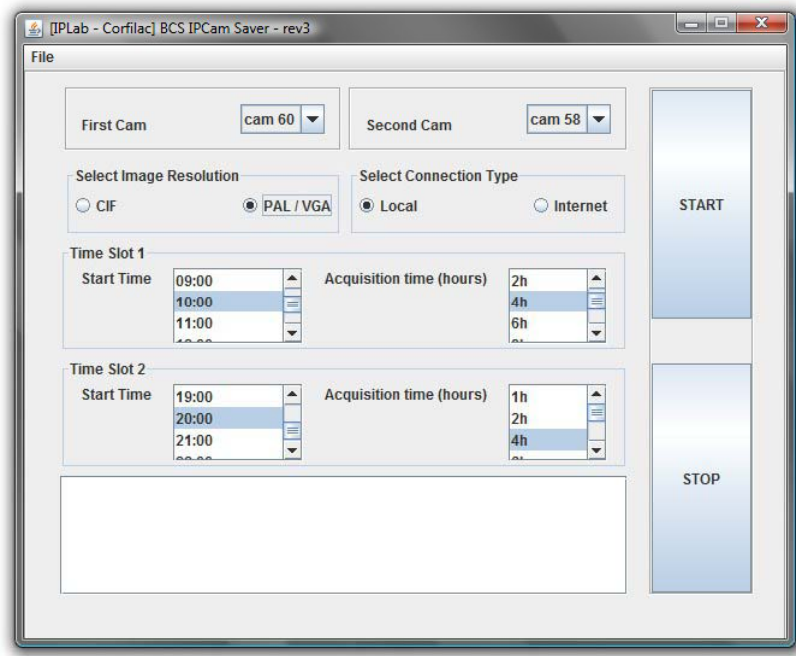 [IPLab - Corfilac] BCS IPCam Saver - rev3
File
First Cam
cam 60
Second Cam
cam 58
Select Image Resolution
CIF
PAL / VGA
Select Connection Type
Local
Internet
START
Time Slot 1
Start Time
09:00
10:00
11:00
Acquisition time (hours)
2h
4h
6h
Time Slot 2
Start Time
19:00
20:00
21:00
Acquisition time (hours)
1h
2h
4h
STOP